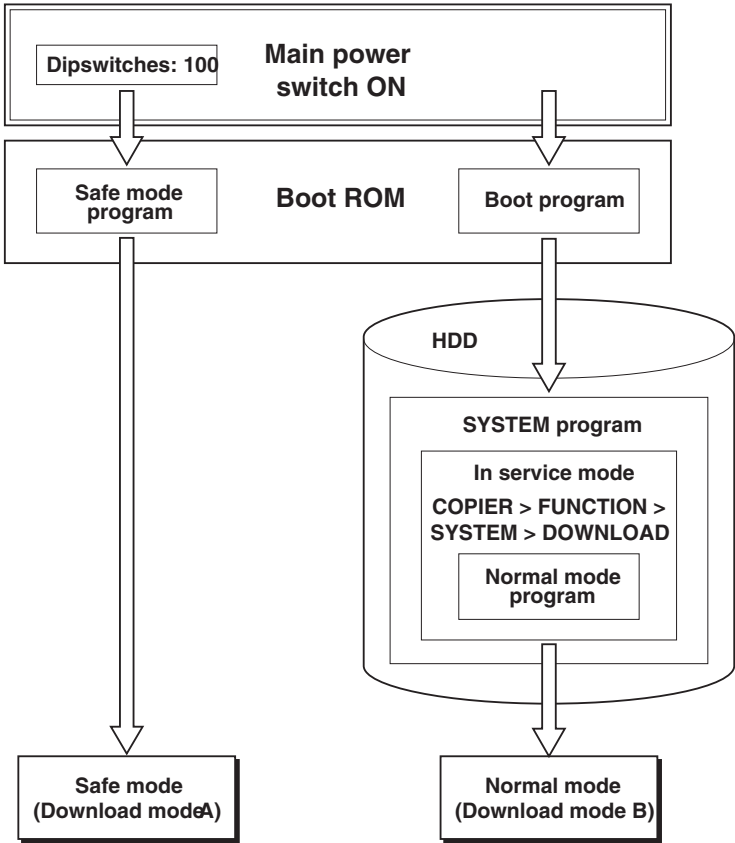 Main power
switch ON
Dipswitches: 100
Safe mode
program
Boot ROM
Boot program
HDD
SYSTEM program
In service mode
COPIER > FUNCTION >
SYSTEM > DOWNLOAD
Normal mode
program
Safe mode
(Download modeA)
Normal mode
(Download mode B)